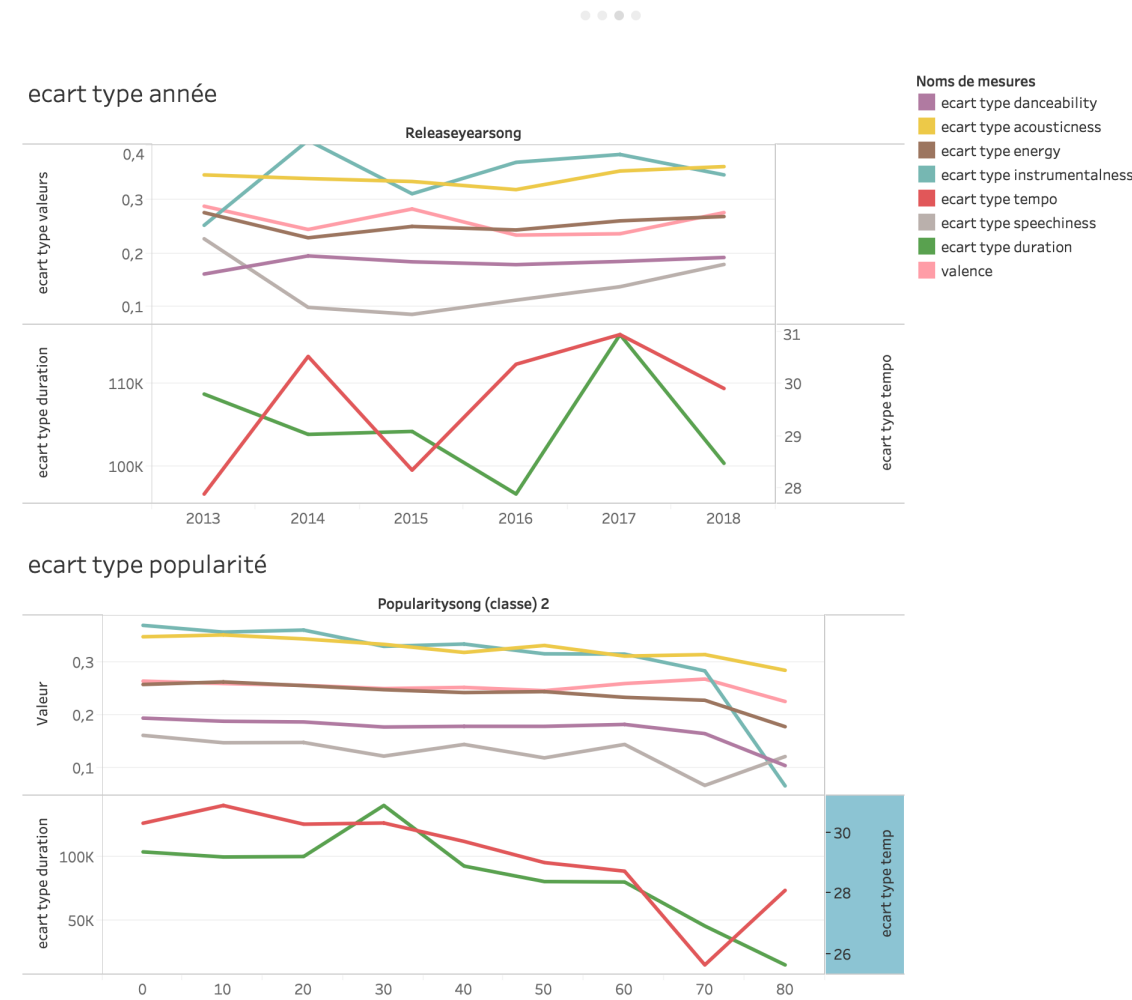 ecart type année
Noms de mesures
ecart type danceability
ecart type acousticness
ecart type energy
ecart type instrumentalness
ecart type tempo
ecart type speechiness
ecart type duration
valence
Releaseyearsong
ecart type valeurs
0,4
0,3
0,2
0,1
ecart type duration
110K
100K
31
30
29
28
ecart type tempo
2013 2014 2015 2016 2017 2018
ecart type popularité
Popularitysong (classe) 2
Valeur
0,3
0,2
0,1
ecart type duration
100K
50K
30
28
26
ecart type temp
0 10 20 30 40 50 60 70 80